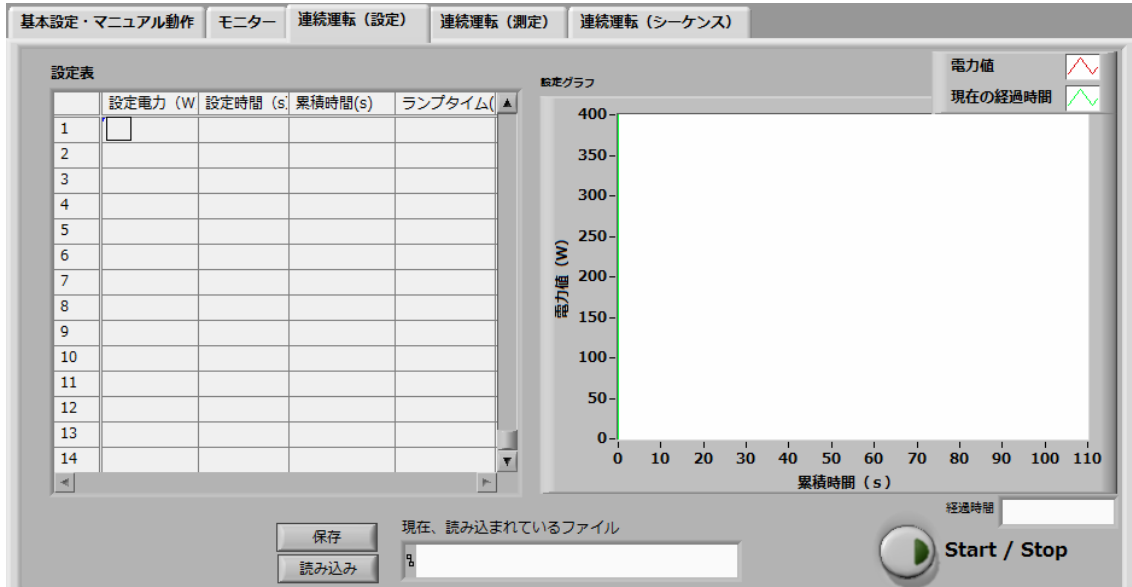 基本設定・マニュアル動作 モニター 連続運転（設定） 連続運転（測定） 連続運転（シーケンス）
設定表
設定電力（W 設定時間（s 累積時間(s) ランプタイム(
1
2
3
4
5
6
7
8
9
10
11
12
13
14
設定グラフ
電力値
現在の経過時間
電力値（W）
400
350
300
250
200
150
100
50
0
0 10 20 30 40 50 60 70 80 90 100 110
累積時間（s）
保存
読み込み
現在、読み込まれているファイル
経過時間
Start / Stop